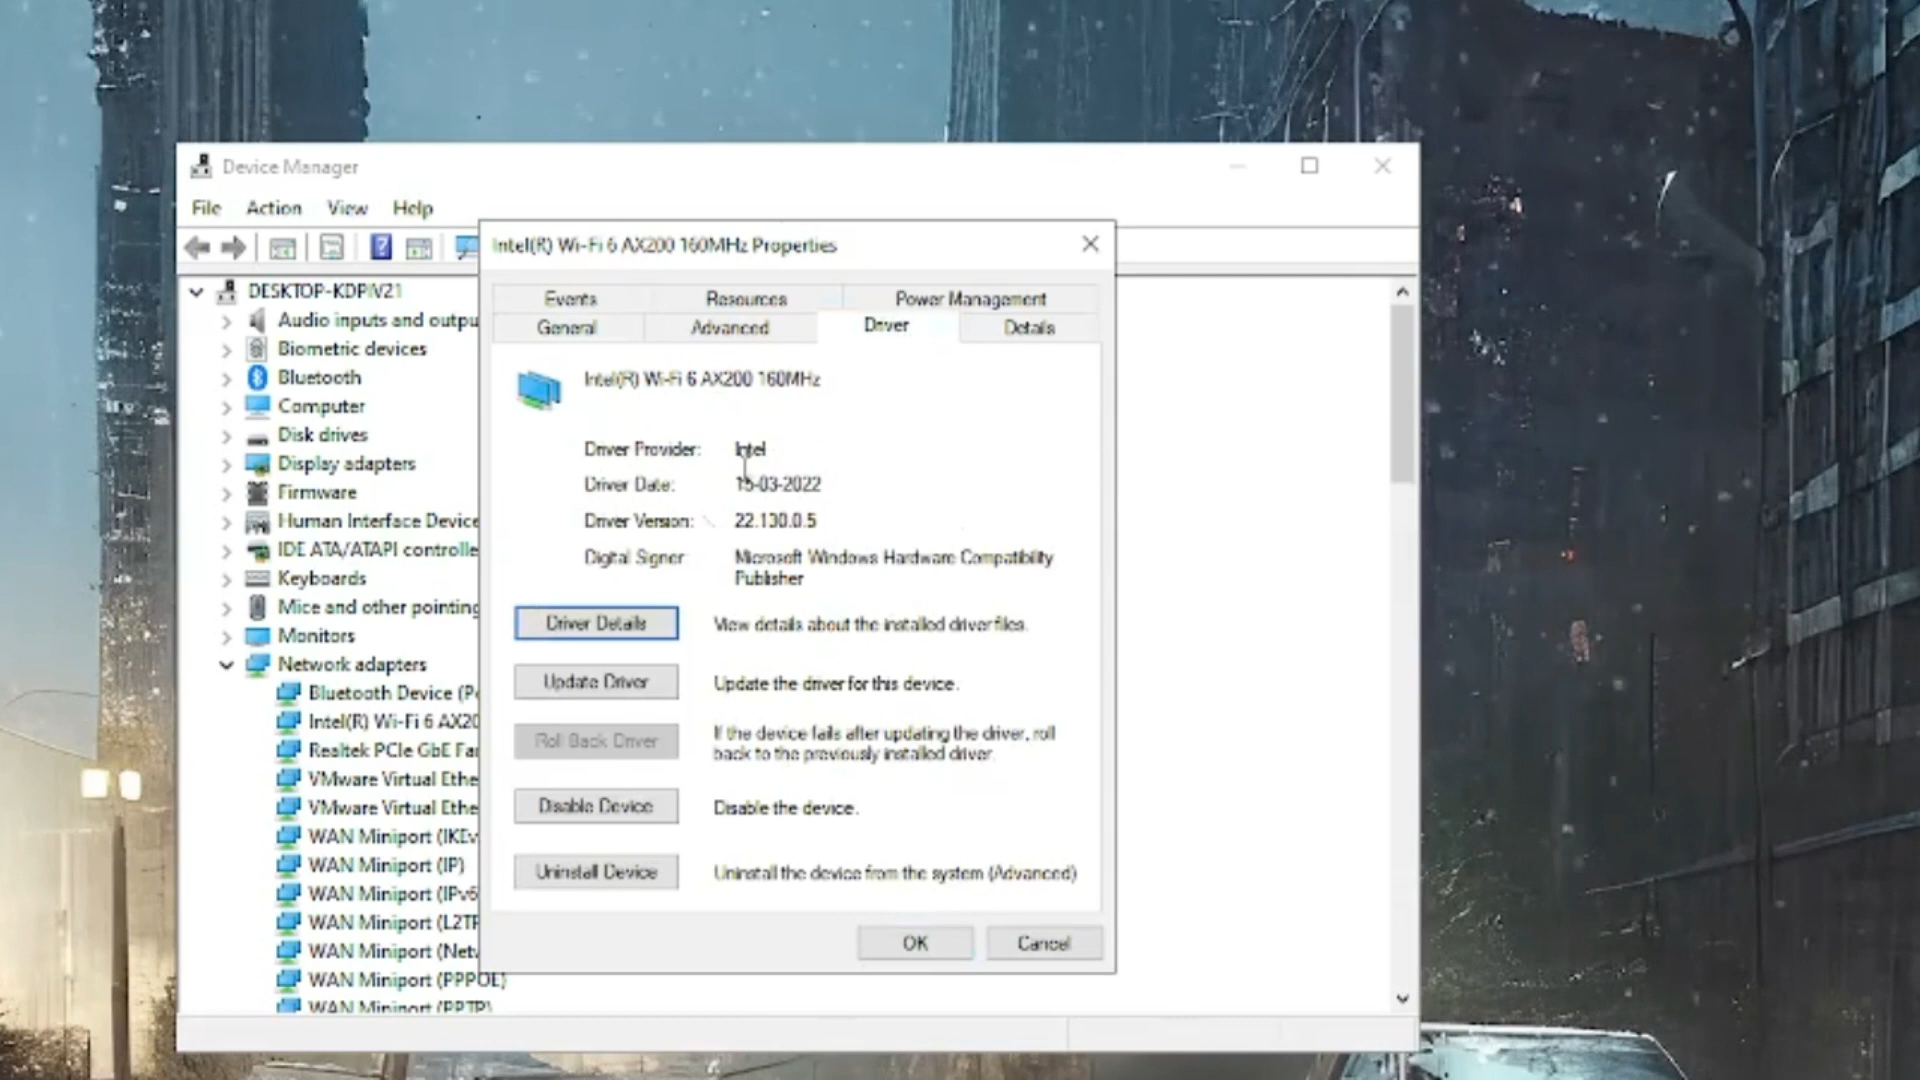 Device Manager
File Action View Help
Intel(R) Wi-Fi 6 AX200 160MHz Properties
Events Resources Power Management
General Advanced Driver Details
Intel(R) Wi-Fi 6 AX200 160MHz
Driver Provider: Intel
Driver Date: 15-03-2022
Driver Version: 22.130.0.5
Digital Signer: Microsoft Windows Hardware Compatibility
Publisher
Driver Details View details about the installed driver files.
Update Driver Update the driver for this device.
Roll Back Driver If the device fails after updating the driver, roll
back to the previously installed driver.
Disable Device Disable the device.
Uninstall Device Uninstall the device from the system (Advanced)
OK Cancel
DESKTOP-KDPIV21
Audio inputs and outpu
Biometric devices
Bluetooth
Computer
Disk drives
Display adapters
Firmware
Human Interface Device
IDE ATA/ATAPI controlle
Keyboards
Mice and other pointing
Monitors
Network adapters
Bluetooth Device (Pe
Intel(R) Wi-Fi 6 AX20
Realtek PCIe GbE Fa
VMware Virtual Ethe
VMware Virtual Ethe
WAN Miniport (IKEv
WAN Miniport (IP)
WAN Miniport (IPv6
WAN Miniport (L2TP
WAN Miniport (Netw
WAN Miniport (PPPOE)
WAN Miniport (PPTP)